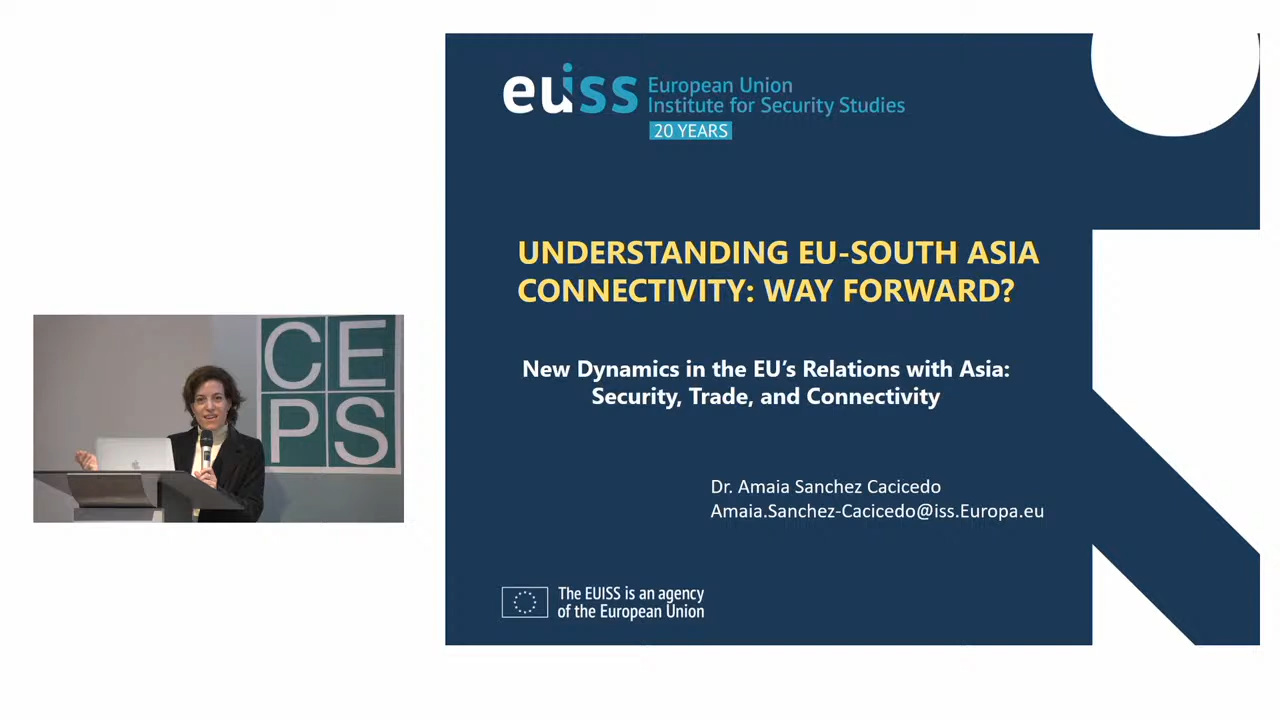 CE
PS
euiss
European Union
Institute for Security Studies
20 YEARS
UNDERSTANDING EU-SOUTH ASIA
CONNECTIVITY: WAY FORWARD?
New Dynamics in the EU’s Relations with Asia:
Security, Trade, and Connectivity
Dr. Amaia Sanchez Cacicedo
Amaia.Sanchez-Cacicedo@iss.Europa.eu
The EUISS is an agency
of the European Union